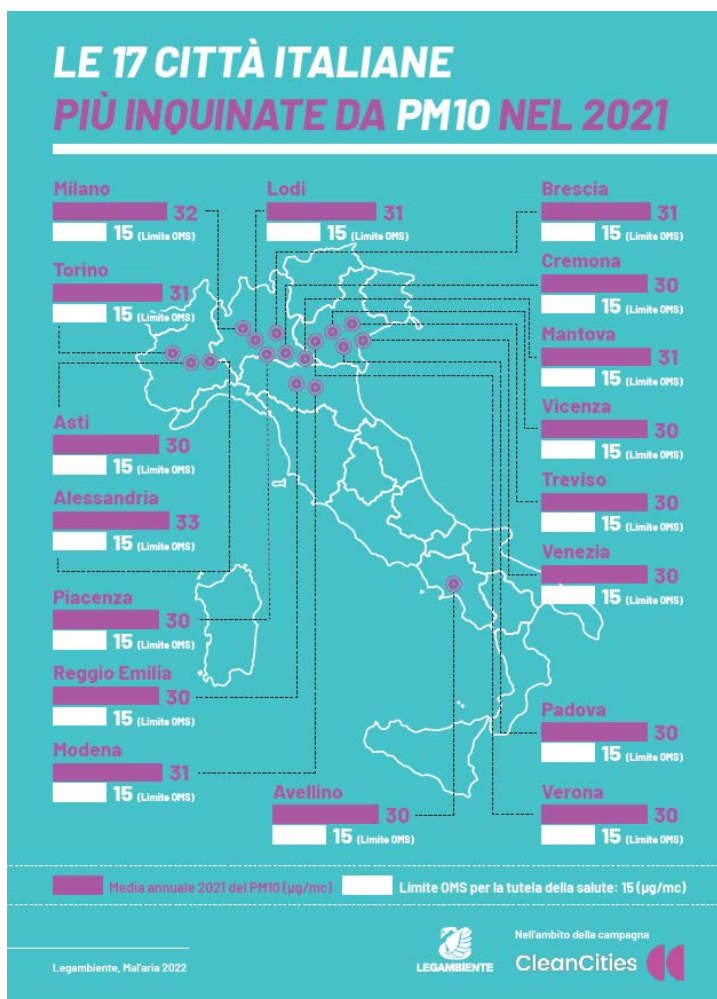 LE 17 CITTÀ ITALIANE
PIÙ INQUINATE DA PM10 NEL 2021
Milano
32
15 (Limite OMS)
Lodi
31
15 (Limite OMS)
Brescia
31
15 (Limite OMS)
Torino
31
15 (Limite OMS)
Cremona
30
15 (Limite OMS)
Mantova
31
15 (Limite OMS)
Asti
30
15 (Limite OMS)
Vicenza
30
15 (Limite OMS)
Alessandria
33
15 (Limite OMS)
Treviso
30
15 (Limite OMS)
Venezia
30
15 (Limite OMS)
Piacenza
30
15 (Limite OMS)
Reggio Emilia
30
15 (Limite OMS)
Padova
30
15 (Limite OMS)
Modena
31
15 (Limite OMS)
Avellino
30
15 (Limite OMS)
Verona
30
15 (Limite OMS)
Media annuale 2021 del PM10 (µg/mc)
Limite OMS per la tutela della salute: 15 (µg/mc)
Legambiente, Mal'aria 2022
LEGAMBIENTE
Nell'ambito della campagna
CleanCities